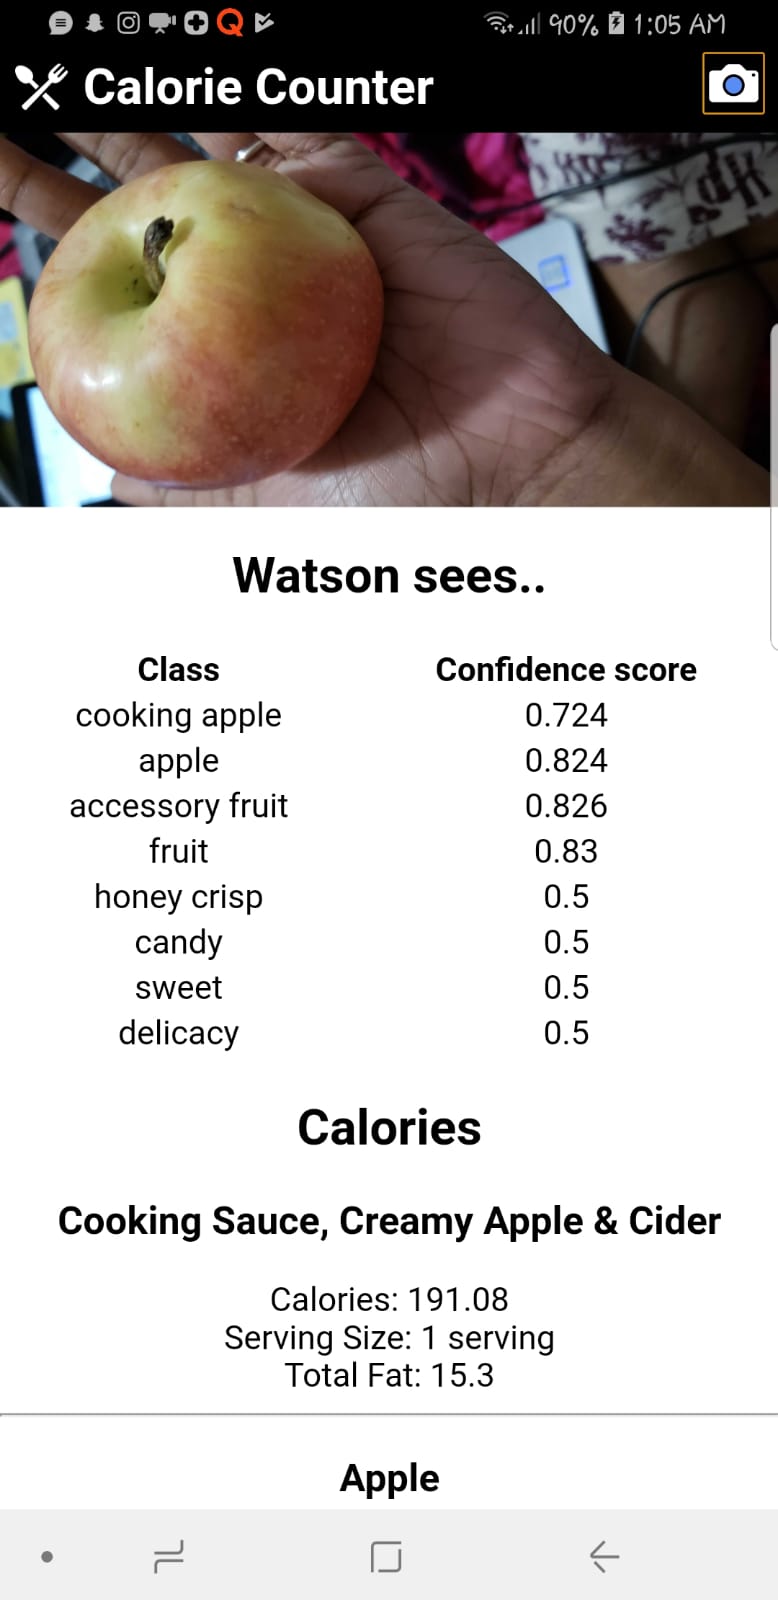 90% 1:05 AM
Calorie Counter
Watson sees..
Class Confidence score
cooking apple 0.724
apple 0.824
accessory fruit 0.826
fruit 0.83
honey crisp 0.5
candy 0.5
sweet 0.5
delicacy 0.5
Calories
Cooking Sauce, Creamy Apple & Cider
Calories: 191.08
Serving Size: 1 serving
Total Fat: 15.3
Apple